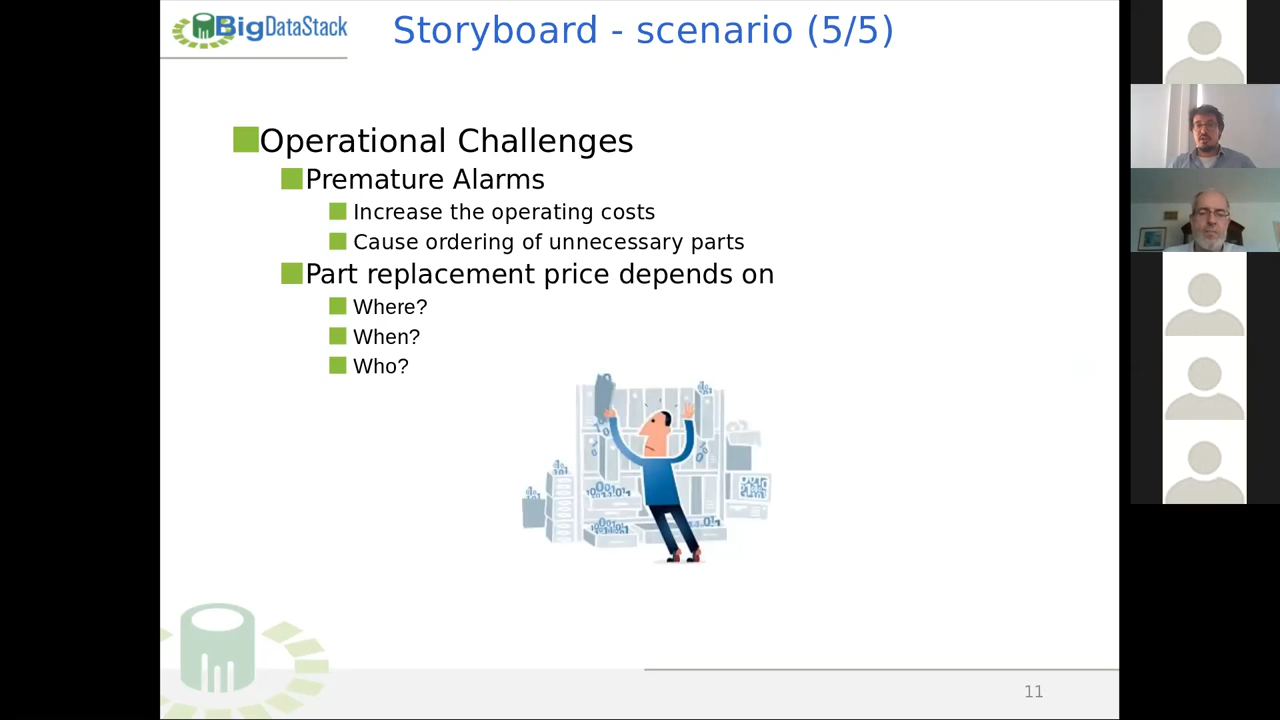 BigDataStack
Storyboard - scenario (5/5)
Operational Challenges
Premature Alarms
Increase the operating costs
Cause ordering of unnecessary parts
Part replacement price depends on
Where?
When?
Who?
11